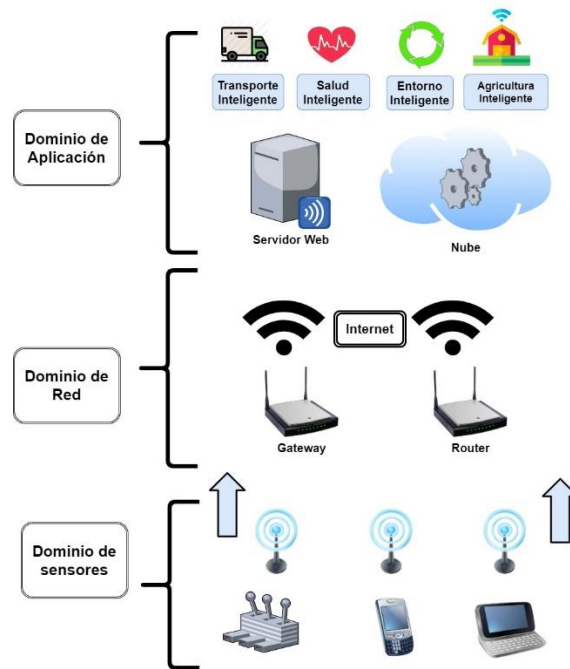 Transporte
Inteligente
Salud
Inteligente
Entorno
Inteligente
Agricultura
Inteligente
Dominio de
Aplicación
Servidor Web
Nube
Internet
Dominio de
Red
Gateway
Router
Dominio de
sensores